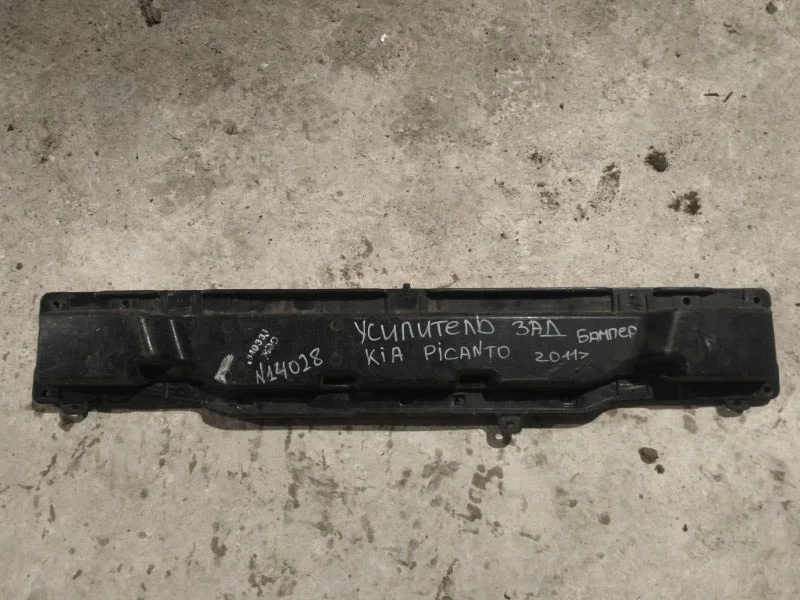 УСИЛИТЕЛЬ ЗАД БАМПЕР
KIA PICANTO 2011>
N14028